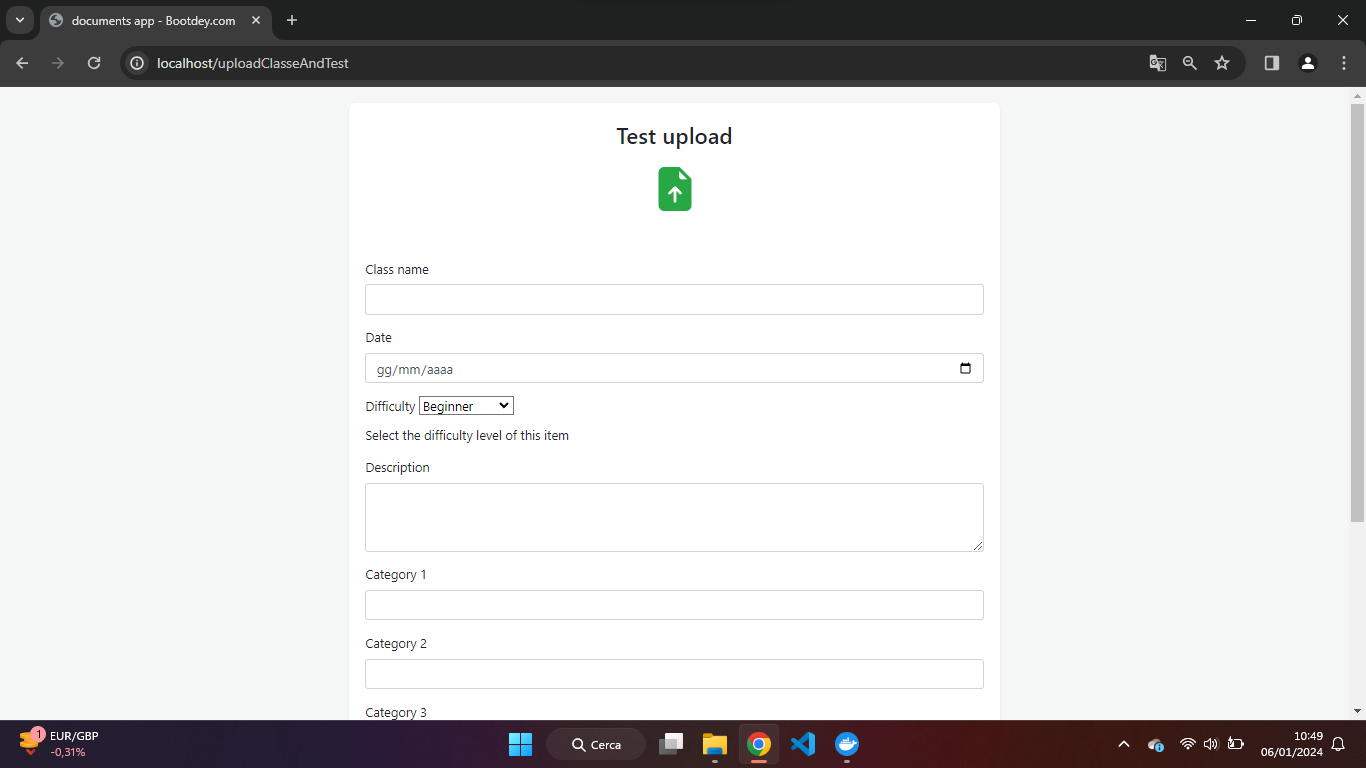 documents app - Bootdey.com
localhost/uploadClasseAndTest
Test upload
Class name
Date
gg/mm/aaaa
Difficulty Beginner
Select the difficulty level of this item
Description
Category 1
Category 2
Category 3
1
EUR/GBP
-0,31%
Cerca
10:49
06/01/2024